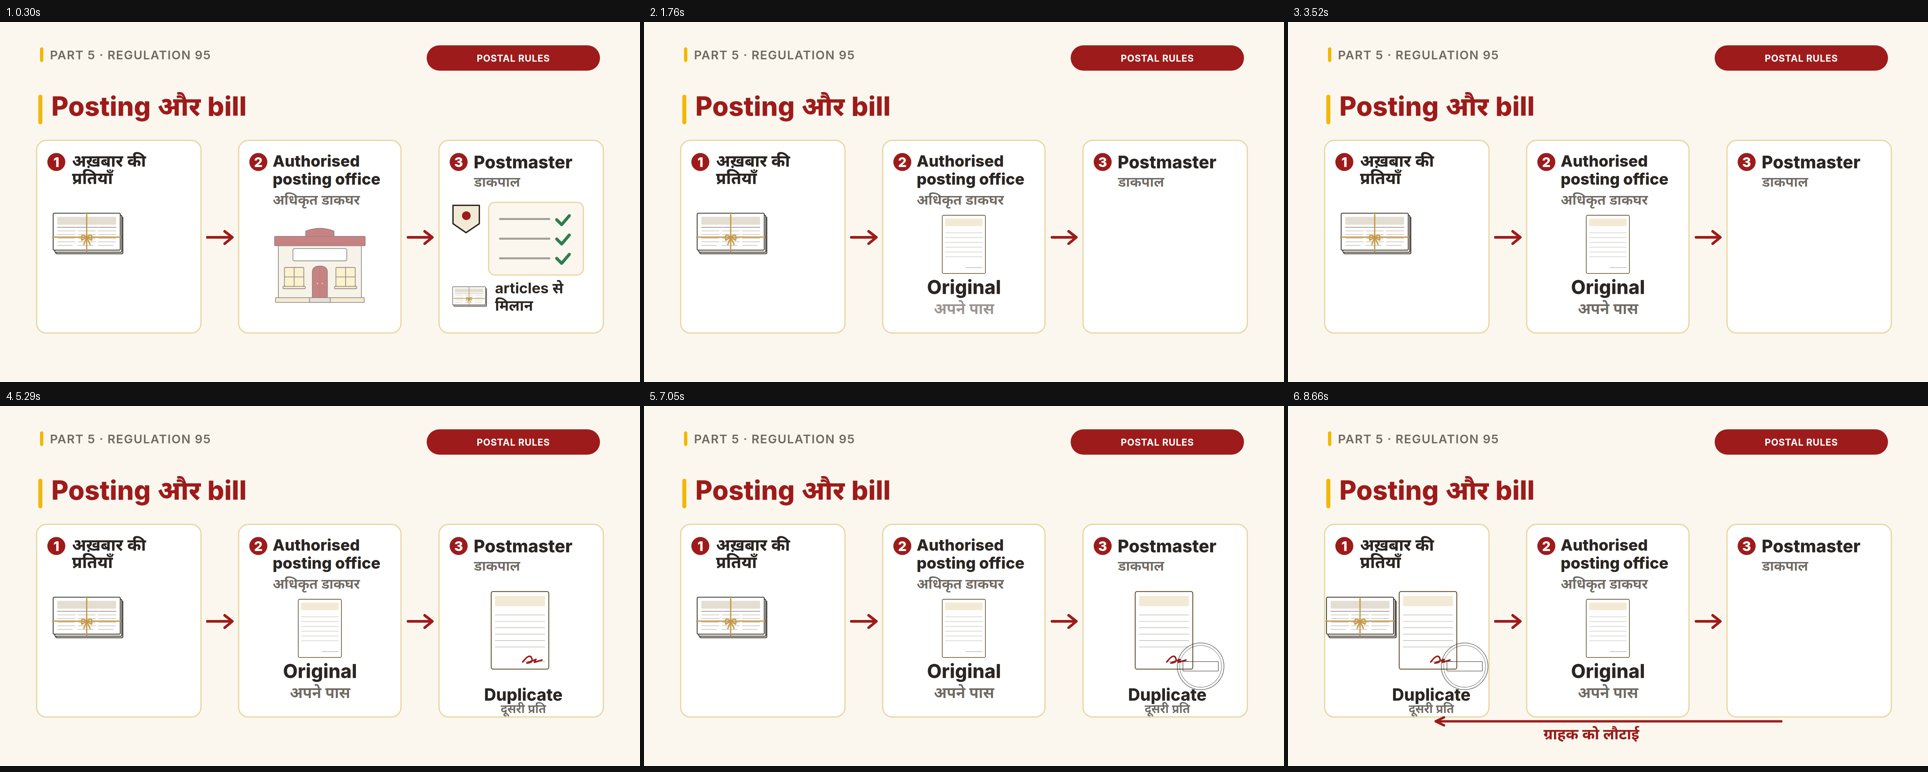 1. 0.30s
PART 5 · REGULATION 95
POSTAL RULES
Posting और bill
1 अख़बार की
प्रतियाँ
2 Authorised
posting office
अधिकृत डाकघर
3 Postmaster
डाकपाल
articles से
मिलान
2. 1.76s
PART 5 · REGULATION 95
POSTAL RULES
Posting और bill
1 अख़बार की
प्रतियाँ
2 Authorised
posting office
अधिकृत डाकघर
Original
अपने पास
3 Postmaster
डाकपाल
3. 3.52s
PART 5 · REGULATION 95
POSTAL RULES
Posting और bill
1 अख़बार की
प्रतियाँ
2 Authorised
posting office
अधिकृत डाकघर
Original
अपने पास
3 Postmaster
डाकपाल
4. 5.29s
PART 5 · REGULATION 95
POSTAL RULES
Posting और bill
1 अख़बार की
प्रतियाँ
2 Authorised
posting office
अधिकृत डाकघर
Original
अपने पास
3 Postmaster
डाकपाल
Duplicate
दूसरी प्रति
5. 7.05s
PART 5 · REGULATION 95
POSTAL RULES
Posting और bill
1 अख़बार की
प्रतियाँ
2 Authorised
posting office
अधिकृत डाकघर
Original
अपने पास
3 Postmaster
डाकपाल
Duplicate
दूसरी प्रति
6. 8.66s
PART 5 · REGULATION 95
POSTAL RULES
Posting और bill
1 अख़बार की
प्रतियाँ
Duplicate
दूसरी प्रति
2 Authorised
posting office
अधिकृत डाकघर
Original
अपने पास
3 Postmaster
डाकपाल
ग्राहक को लौटाई